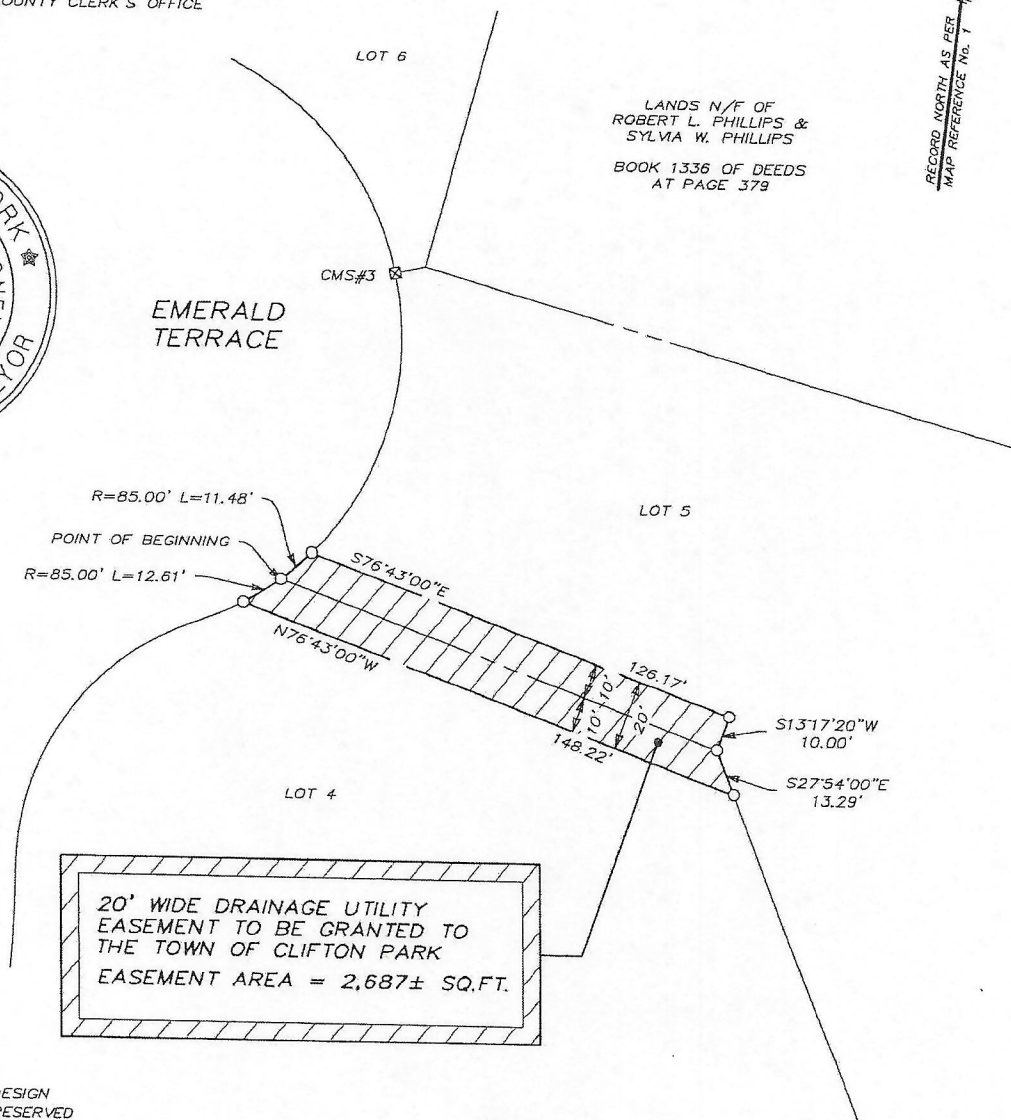 COUNTY CLERK'S OFFICE
LOT 6
RECORD NORTH AS PER
MAP REFERENCE No. 1
LANDS N/F OF
ROBERT L. PHILLIPS &
SYLVIA W. PHILLIPS
BOOK 1336 OF DEEDS
AT PAGE 379
CMS#3
EMERALD
TERRACE
R=85.00' L=11.48'
LOT 5
POINT OF BEGINNING
R=85.00' L=12.61'
S76°43'00"E
N76°43'00"W
126.17'
10'
10'
20'
148.22'
S13°17'20"W
10.00'
S27°54'00"E
13.29'
LOT 4
20' WIDE DRAINAGE UTILITY
EASEMENT TO BE GRANTED TO
THE TOWN OF CLIFTON PARK
EASEMENT AREA = 2,687± SQ.FT.